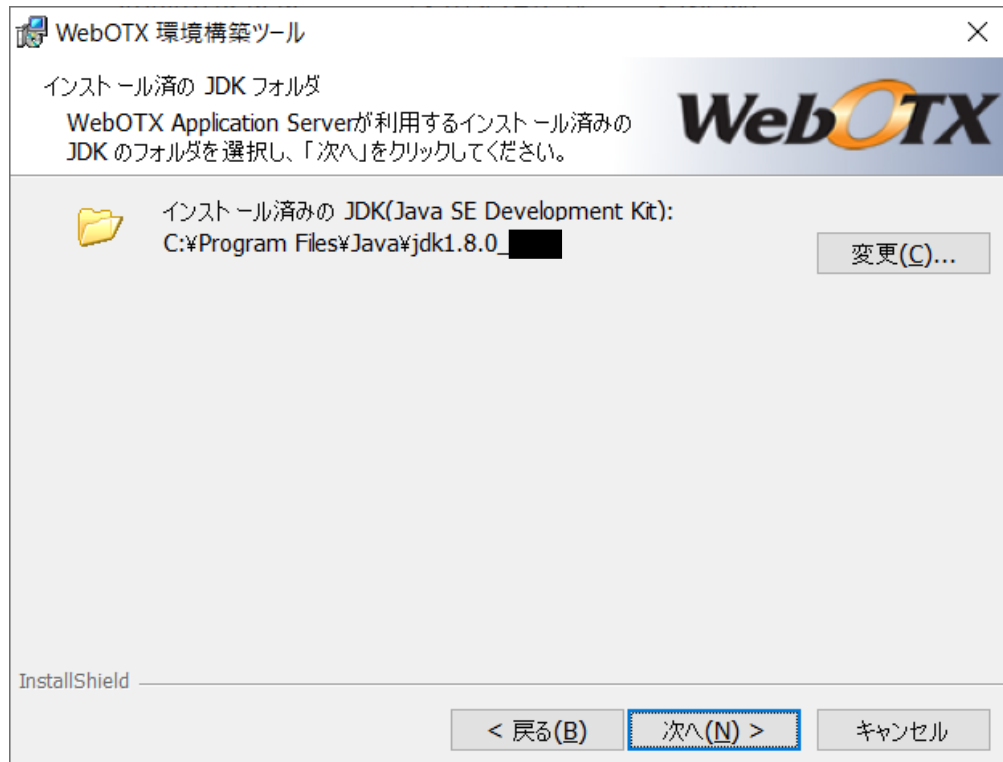 WebOTX 環境構築ツール
インストール済の JDK フォルダ
WebOTX Application Serverが利用するインストール済みの
JDK のフォルダを選択し、「次へ」をクリックしてください。
WebOTX
インストール済みの JDK(Java SE Development Kit):
C:¥Program Files¥Java¥jdk1.8.0_
変更(C)...
InstallShield
< 戻る(B)
次へ(N) >
キャンセル